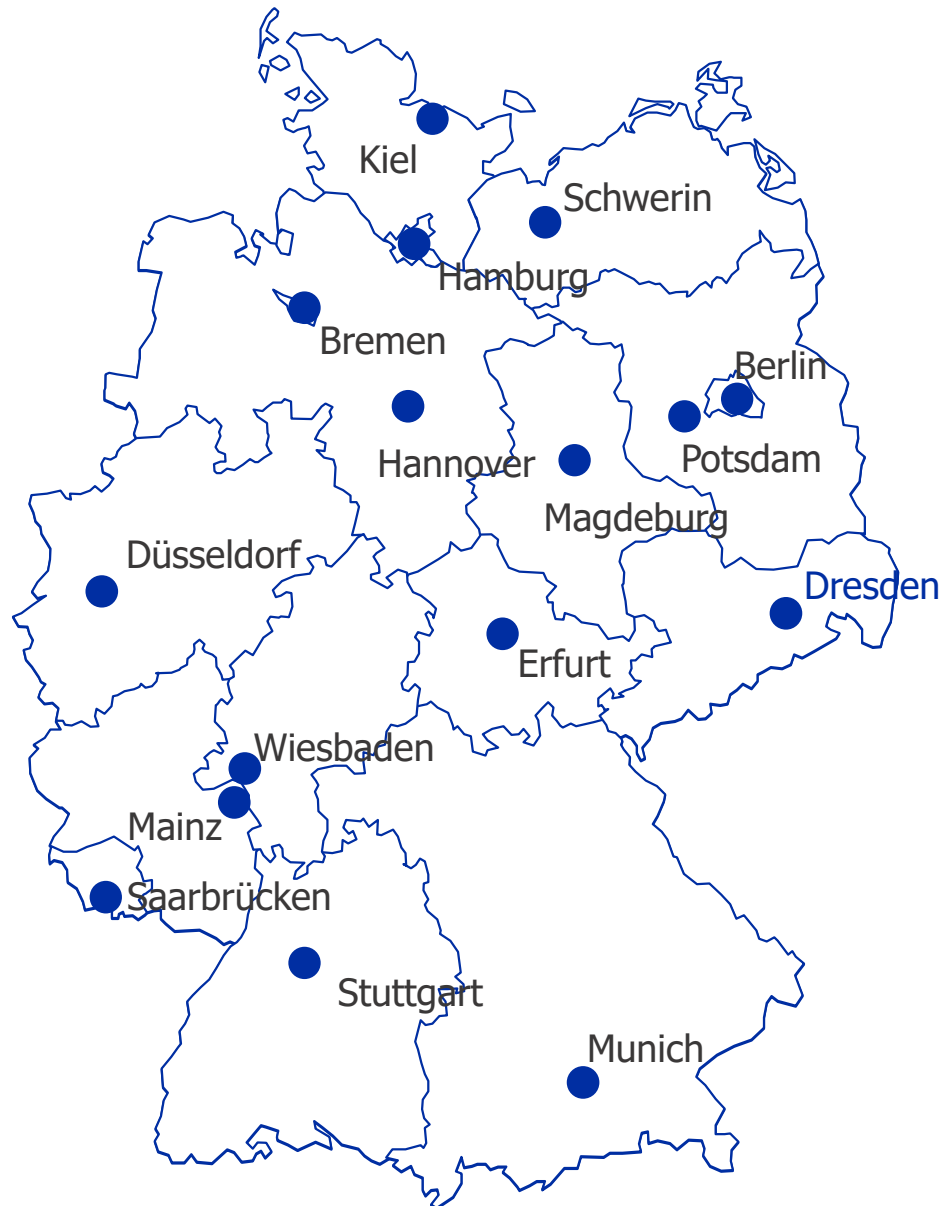 Kiel
Schwerin
Hamburg
Bremen
Berlin
Hannover
Potsdam
Magdeburg
Düsseldorf
Dresden
Erfurt
Wiesbaden
Mainz
Saarbrücken
Stuttgart
Munich